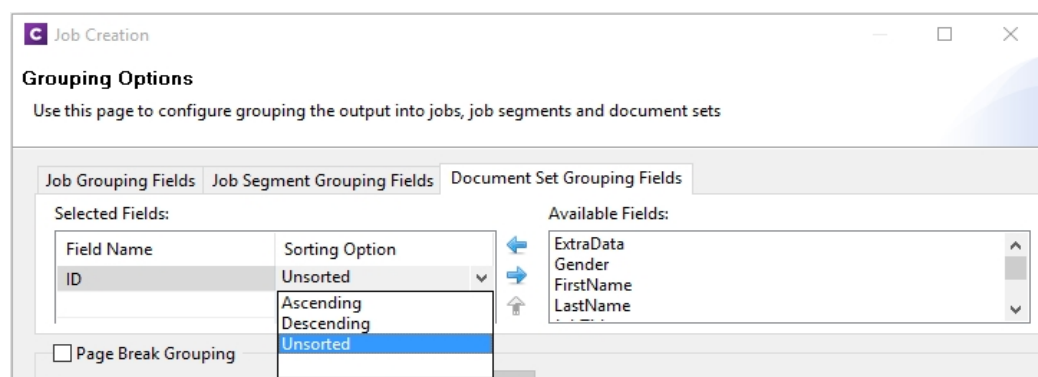 C Job Creation
Grouping Options
Use this page to configure grouping the output into jobs, job segments and document sets
Job Grouping Fields Job Segment Grouping Fields Document Set Grouping Fields
Selected Fields: Available Fields:
Field Name Sorting Option
ID Unsorted
Ascending
Descending
Unsorted
ExtraData
Gender
FirstName
LastName
Page Break Grouping